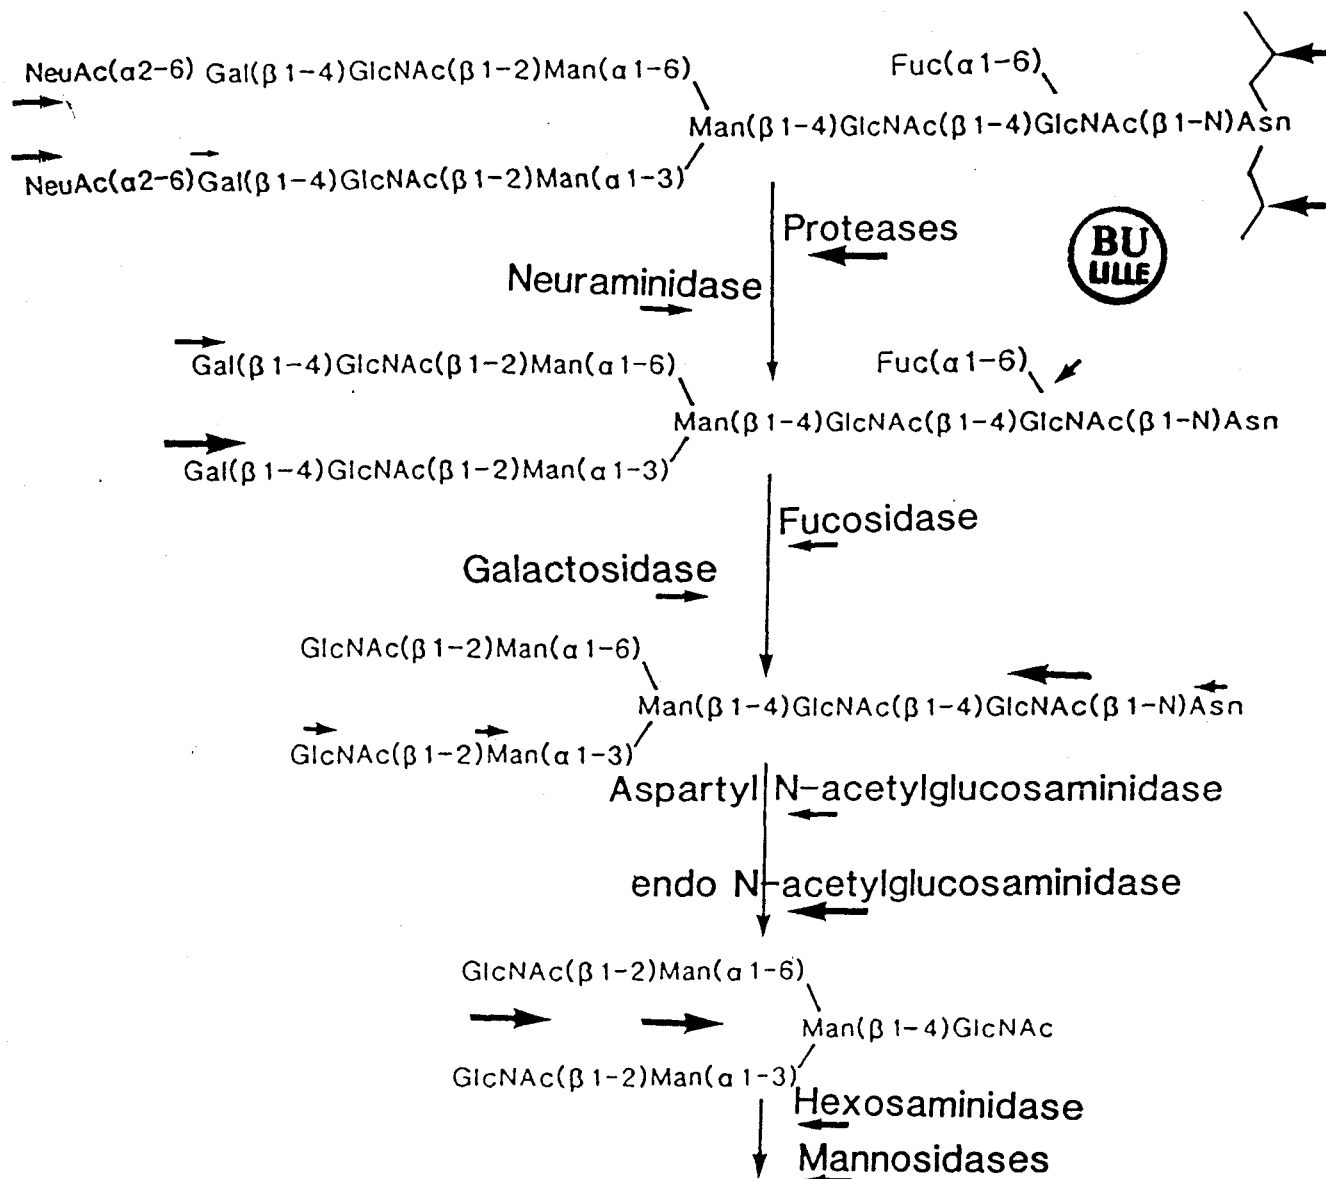 NeuAc(α2-6) Gal(β1-4)GlcNAc(β1-2)Man(α1-6)
Fuc(α1-6)
Man(β1-4)GlcNAc(β1-4)GlcNAc(β1-N)Asn
NeuAc(α2-6)Gal(β1-4)GlcNAc(β1-2)Man(α1-3)
Proteases
BU
LILLE
Neuraminidase
Gal(β1-4)GlcNAc(β1-2)Man(α1-6)
Fuc(α1-6)
Man(β1-4)GlcNAc(β1-4)GlcNAc(β1-N)Asn
Gal(β1-4)GlcNAc(β1-2)Man(α1-3)
Fucosidase
Galactosidase
GlcNAc(β1-2)Man(α1-6)
Man(β1-4)GlcNAc(β1-4)GlcNAc(β1-N)Asn
GlcNAc(β1-2)Man(α1-3)
Aspartyl N-acetylglucosaminidase
endo N-acetylglucosaminidase
GlcNAc(β1-2)Man(α1-6)
Man(β1-4)GlcNAc
GlcNAc(β1-2)Man(α1-3)
Hexosaminidase
Mannosidases